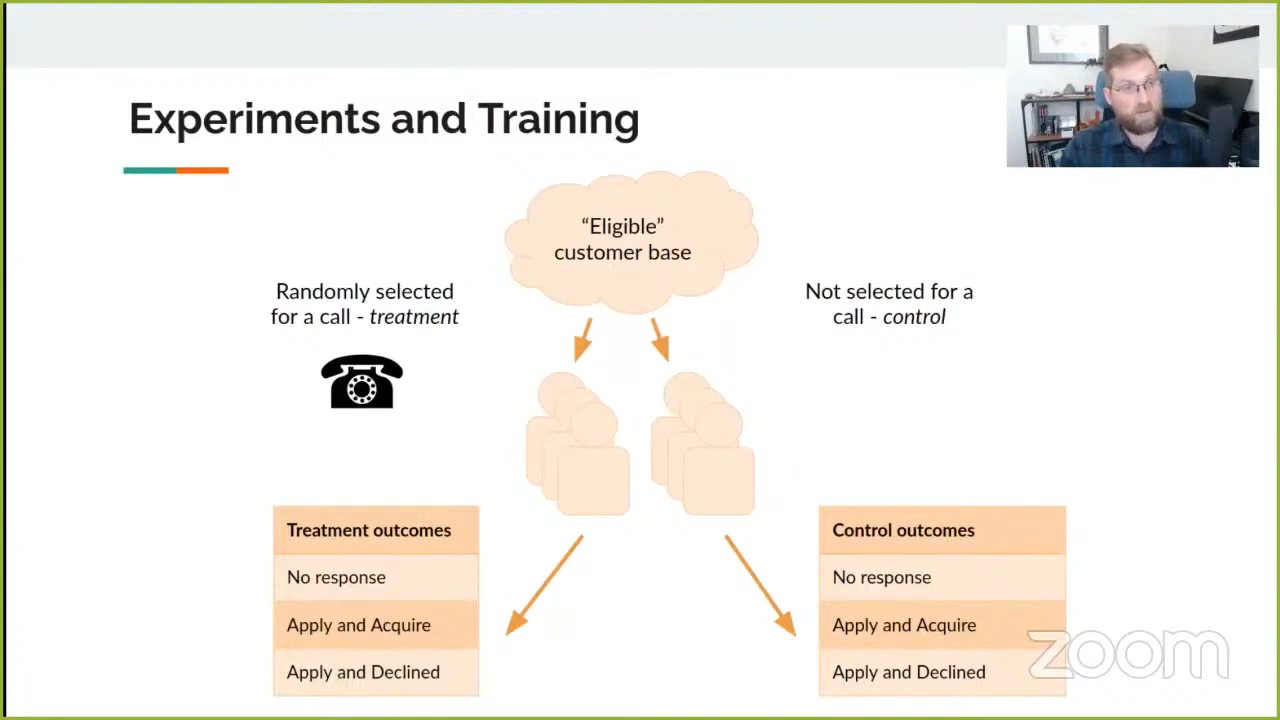 Experiments and Training
“Eligible”
customer base
Randomly selected
for a call - treatment
Not selected for a
call - control
Treatment outcomes
No response
Apply and Acquire
Apply and Declined
Control outcomes
No response
Apply and Acquire
Apply and Declined
zoom